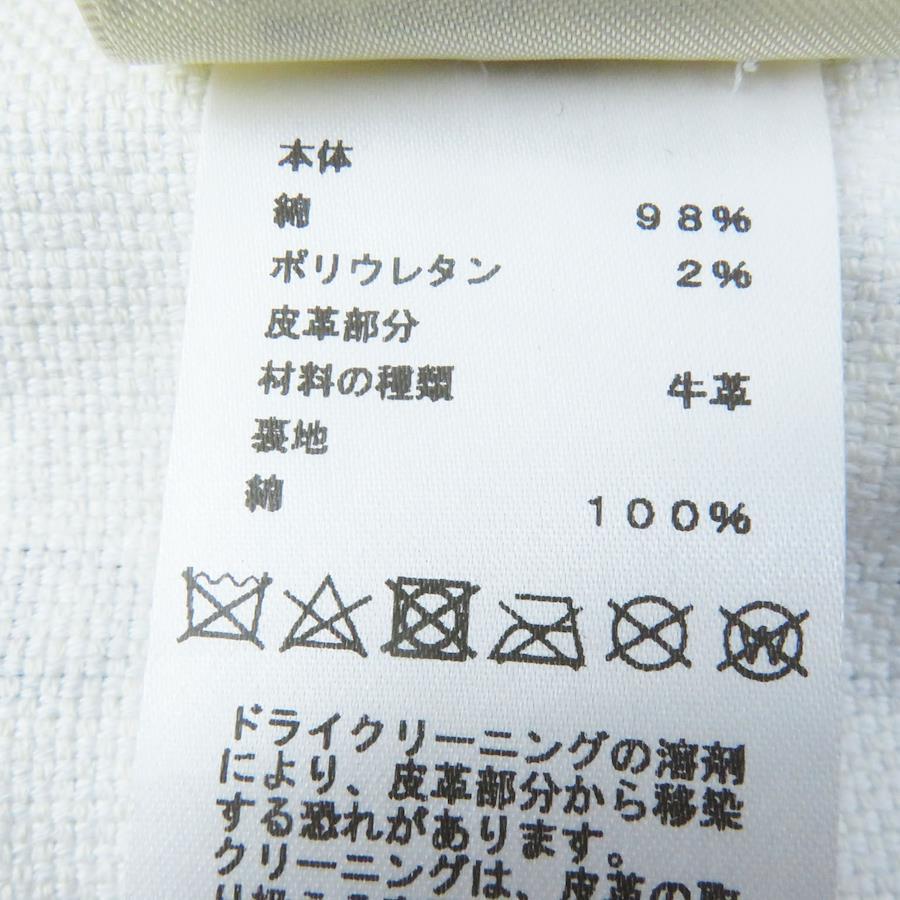 本体
綿 98%
ポリウレタン 2%
皮革部分
材料の種類 牛革
裏地
綿 100%
ドライクリーニングの溶剤
により、皮革部分から移染
する恐れがあります。
クリーニングは、皮革の